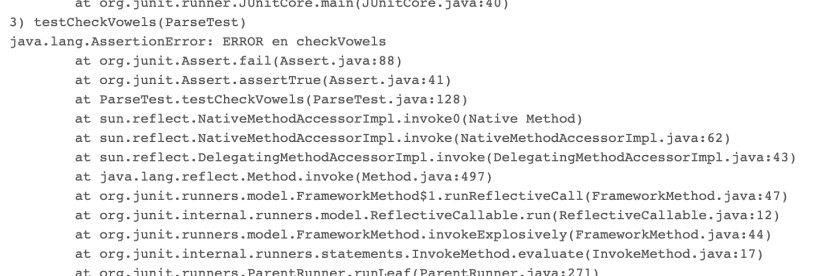 at org.junit.runner.JUnitCore.main(JUnitCore.java:40)
3) testCheckVowels(ParseTest)
java.lang.AssertionError: ERROR en checkVowels
at org.junit.Assert.fail(Assert.java:88)
at org.junit.Assert.assertTrue(Assert.java:41)
at ParseTest.testCheckVowels(ParseTest.java:128)
at sun.reflect.NativeMethodAccessorImpl.invoke0(Native Method)
at sun.reflect.NativeMethodAccessorImpl.invoke(NativeMethodAccessorImpl.java:62)
at sun.reflect.DelegatingMethodAccessorImpl.invoke(DelegatingMethodAccessorImpl.java:43)
at java.lang.reflect.Method.invoke(Method.java:497)
at org.junit.runners.model.FrameworkMethod$1.runReflectiveCall(FrameworkMethod.java:47)
at org.junit.internal.runners.model.ReflectiveCallable.run(ReflectiveCallable.java:12)
at org.junit.runners.model.FrameworkMethod.invokeExplosively(FrameworkMethod.java:44)
at org.junit.internal.runners.statements.InvokeMethod.evaluate(InvokeMethod.java:17)
at org.junit.runners.ParentRunner.runLeaf(ParentRunner.java:271)